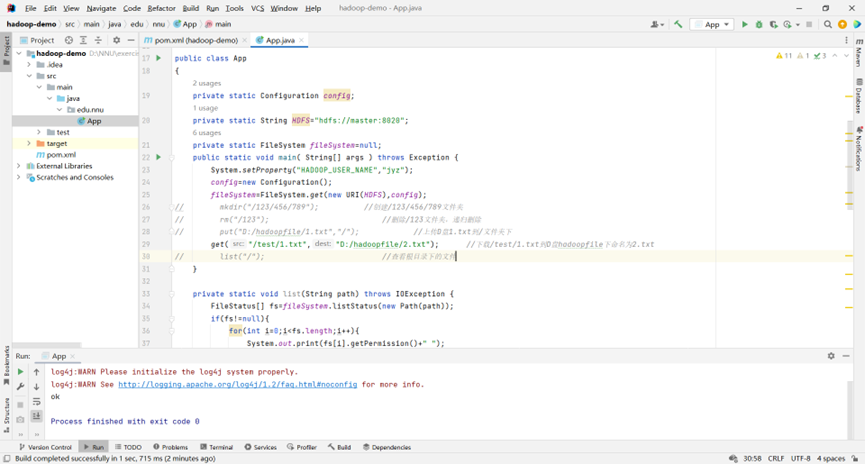 File Edit View Navigate Code Refactor Build Run Tools VCS Window Help hadoop-demo - App.java
hadoop-demo src main java edu nnu App main
App
Project
pom.xml (hadoop-demo)
App.java
hadoop-demo D:\NNU\exercis
.idea
src
main
java
edu.nnu
App
test
target
pom.xml
External Libraries
Scratches and Consoles
11 1 3
17 public class App
18 {
2 usages
19 private static Configuration config;
1 usage
20 private static String HDFS="hdfs://master:8020";
6 usages
21 private static FileSystem fileSystem=null;
22 public static void main( String[] args ) throws Exception {
23 System.setProperty("HADOOP_USER_NAME","jyz");
24 config=new Configuration();
25 fileSystem=FileSystem.get(new URI(HDFS),config);
26 // mkdir("/123/456/789"); //创建/123/456/789文件夹
27 // rm("/123"); //删除/123文件夹，递归删除
28 // put("D:/hadoopfile/1.txt","/"); //上传D盘1.txt到/文件夹下
29 get( src: "/test/1.txt", dest: "D:/hadoopfile/2.txt"); //下载/test/1.txt到D盘hadoopfile下命名为2.txt
30 // list("/"); //查看根目录下的文件
31 }
32
33 private static void list(String path) throws IOException {
34 FileStatus[] fs=fileSystem.listStatus(new Path(path));
35 if(fs!=null){
36 for(int i=0;i<fs.length;i++){
37 System.out.print(fs[i].getPermission()+" ");
Project
Bookmarks
Structure
Maven
Database
Notifications
Run: App
log4j:WARN Please initialize the log4j system properly.
log4j:WARN See http://logging.apache.org/log4j/1.2/faq.html#noconfig for more info.
ok
Process finished with exit code 0
Version Control Run TODO Problems Terminal Services Profiler Build Dependencies
Build completed successfully in 1 sec, 715 ms (2 minutes ago) 30:58 CRLF UTF-8 4 spaces